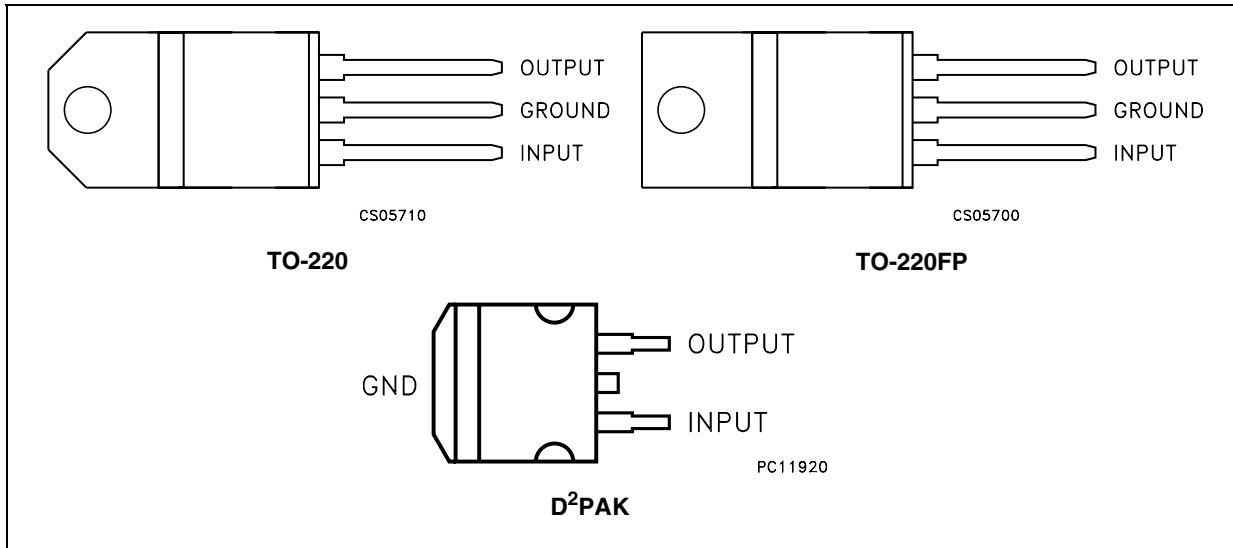 OUTPUT
GROUND
INPUT
CS05710
TO-220
OUTPUT
GROUND
INPUT
CS05700
TO-220FP
GND
OUTPUT
INPUT
PC11920
D²PAK